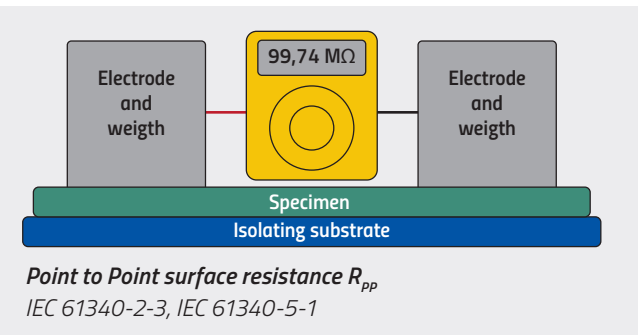 99,74 MΩ
Electrode
and
weigth
Electrode
and
weigth
Specimen
Isolating substrate
Point to Point surface resistance Rpp
IEC 61340-2-3, IEC 61340-5-1